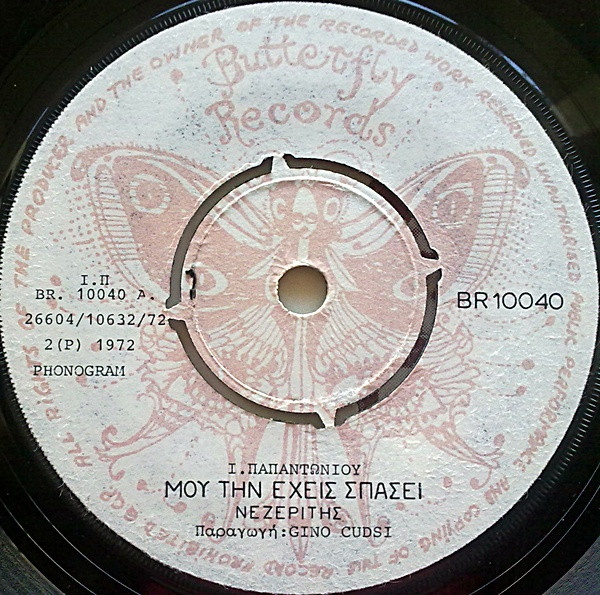 ALL RIGHTS OF THE PRODUCER AND THE OWNER OF THE RECORDED WORK RESERVED UNAUTHORISED PUBLIC PERFORMANCE AND COPYING OF THIS RECORD PROHIBITED
Butterfly
Records
I.Π
BR. 10040 A.
26604/10632/72
2(P) 1972
PHONOGRAM
BR 10040
Ι.ΠΑΠΑΝΤΩΝΙΟΥ
ΜΟΥ ΤΗΝ ΕΧΕΙΣ ΣΠΑΣΕΙ
ΝΕΖΕΡΙΤΗΣ
Παραγωγή:GINO CUDSI